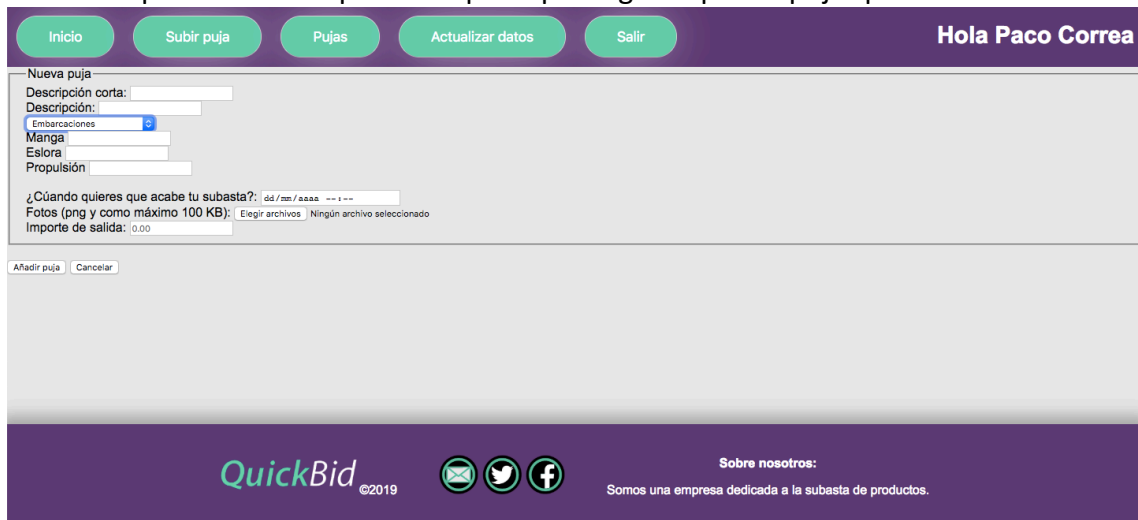 Inicio Subir puja Pujas Actualizar datos Salir Hola Paco Correa
Nueva puja
Descripción corta:
Descripción:
Embarcaciones
Manga
Eslora
Propulsión
¿Cúando quieres que acabe tu subasta?: dd/mm/aaaa --:--
Fotos (png y como máximo 100 KB): Elegir archivos Ningún archivo seleccionado
Importe de salida: 0.00
Añadir puja Cancelar
QuickBid ©2019
Sobre nosotros:
Somos una empresa dedicada a la subasta de productos.